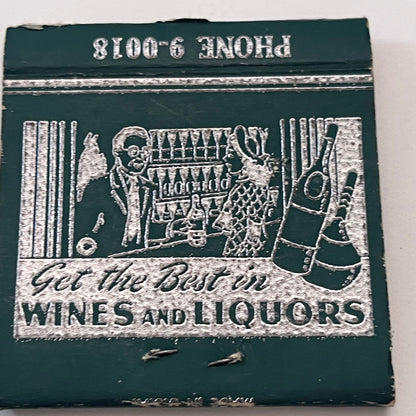 PHONE 9-0018
Get the Best in
WINES AND LIQUORS